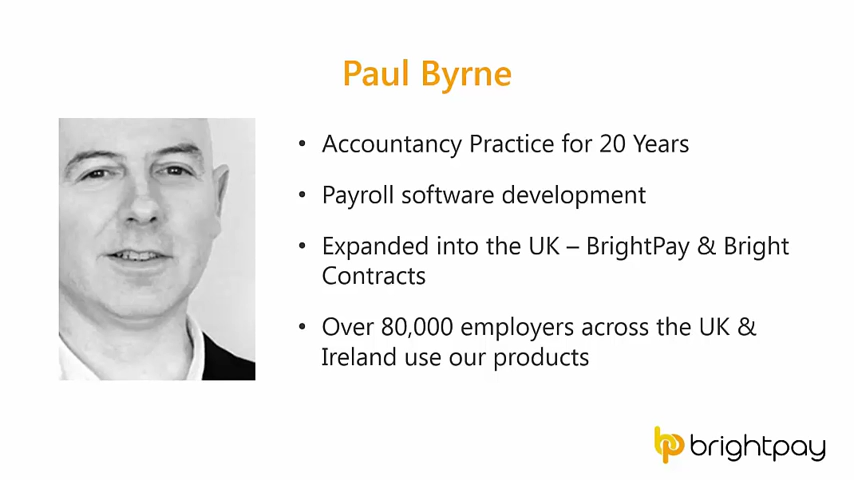 Paul Byrne
• Accountancy Practice for 20 Years
• Payroll software development
• Expanded into the UK – BrightPay & Bright
Contracts
• Over 80,000 employers across the UK &
Ireland use our products
brightpay